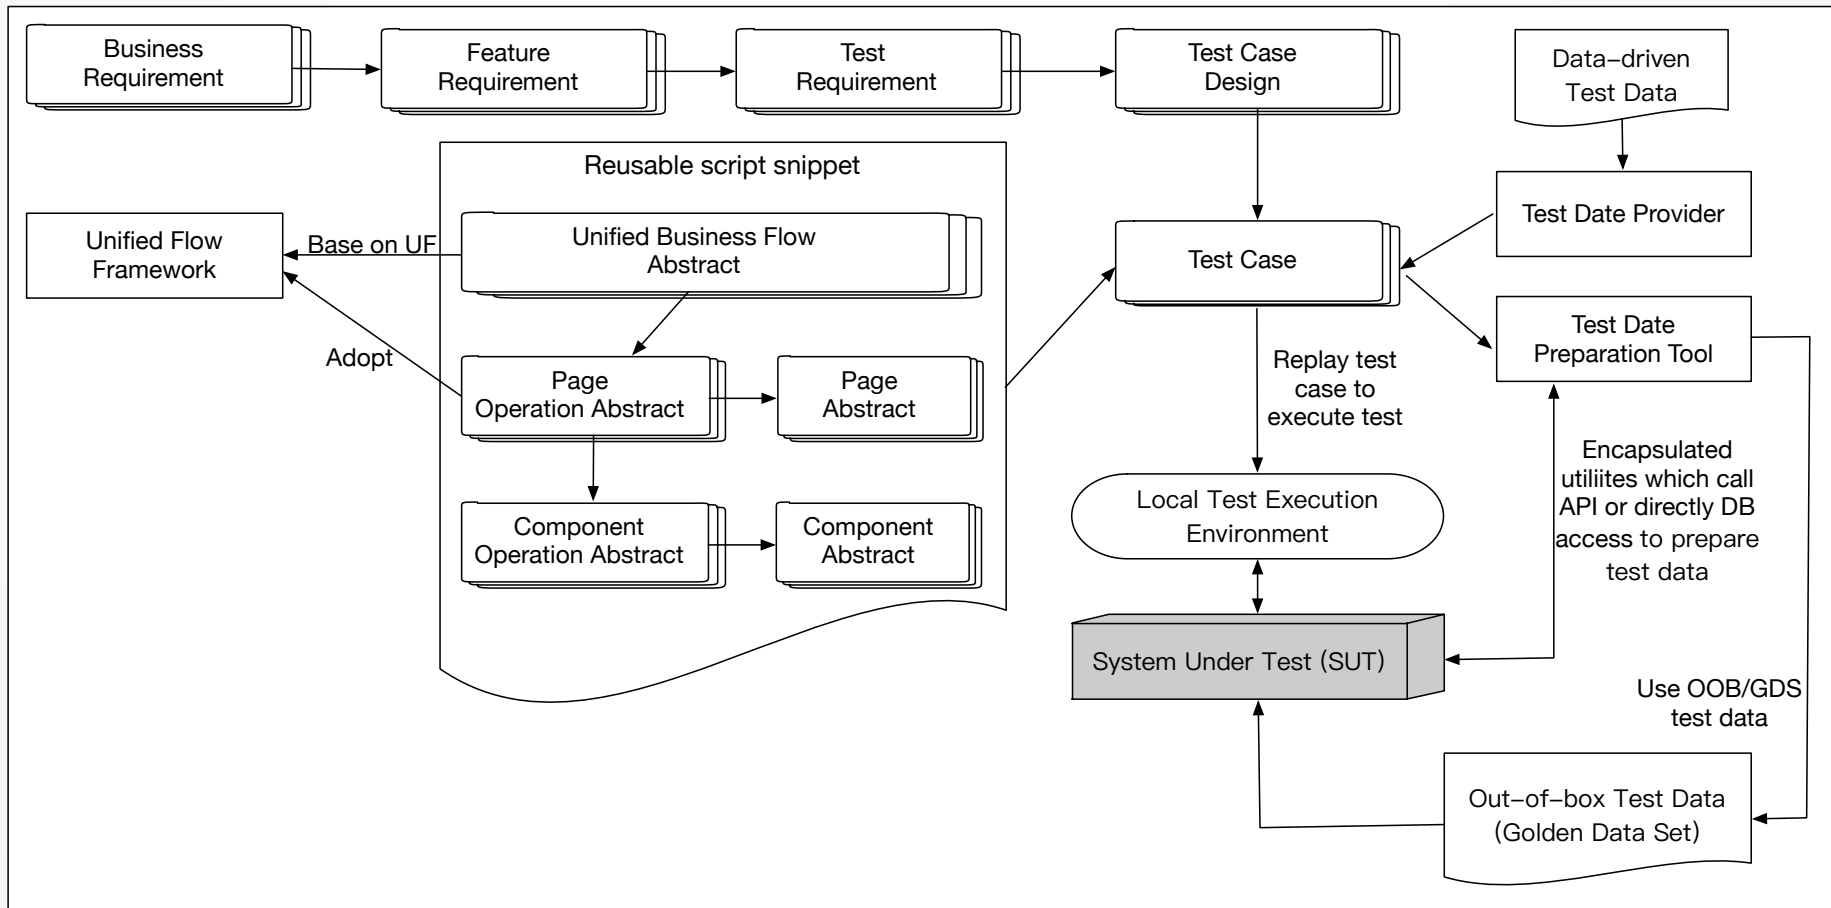 Business
Requirement
Feature
Requirement
Test
Requirement
Test Case
Design
Data-driven
Test Data
Reusable script snippet
Unified Flow
Framework
Base on UF
Unified Business Flow
Abstract
Test Case
Test Date Provider
Adopt
Page
Operation Abstract
Page
Abstract
Replay test
case to
execute test
Test Date
Preparation Tool
Component
Operation Abstract
Component
Abstract
Local Test Execution
Environment
Encapsulated
utiliites which call
API or directly DB
access to prepare
test data
System Under Test (SUT)
Use OOB/GDS
test data
Out-of-box Test Data
(Golden Data Set)